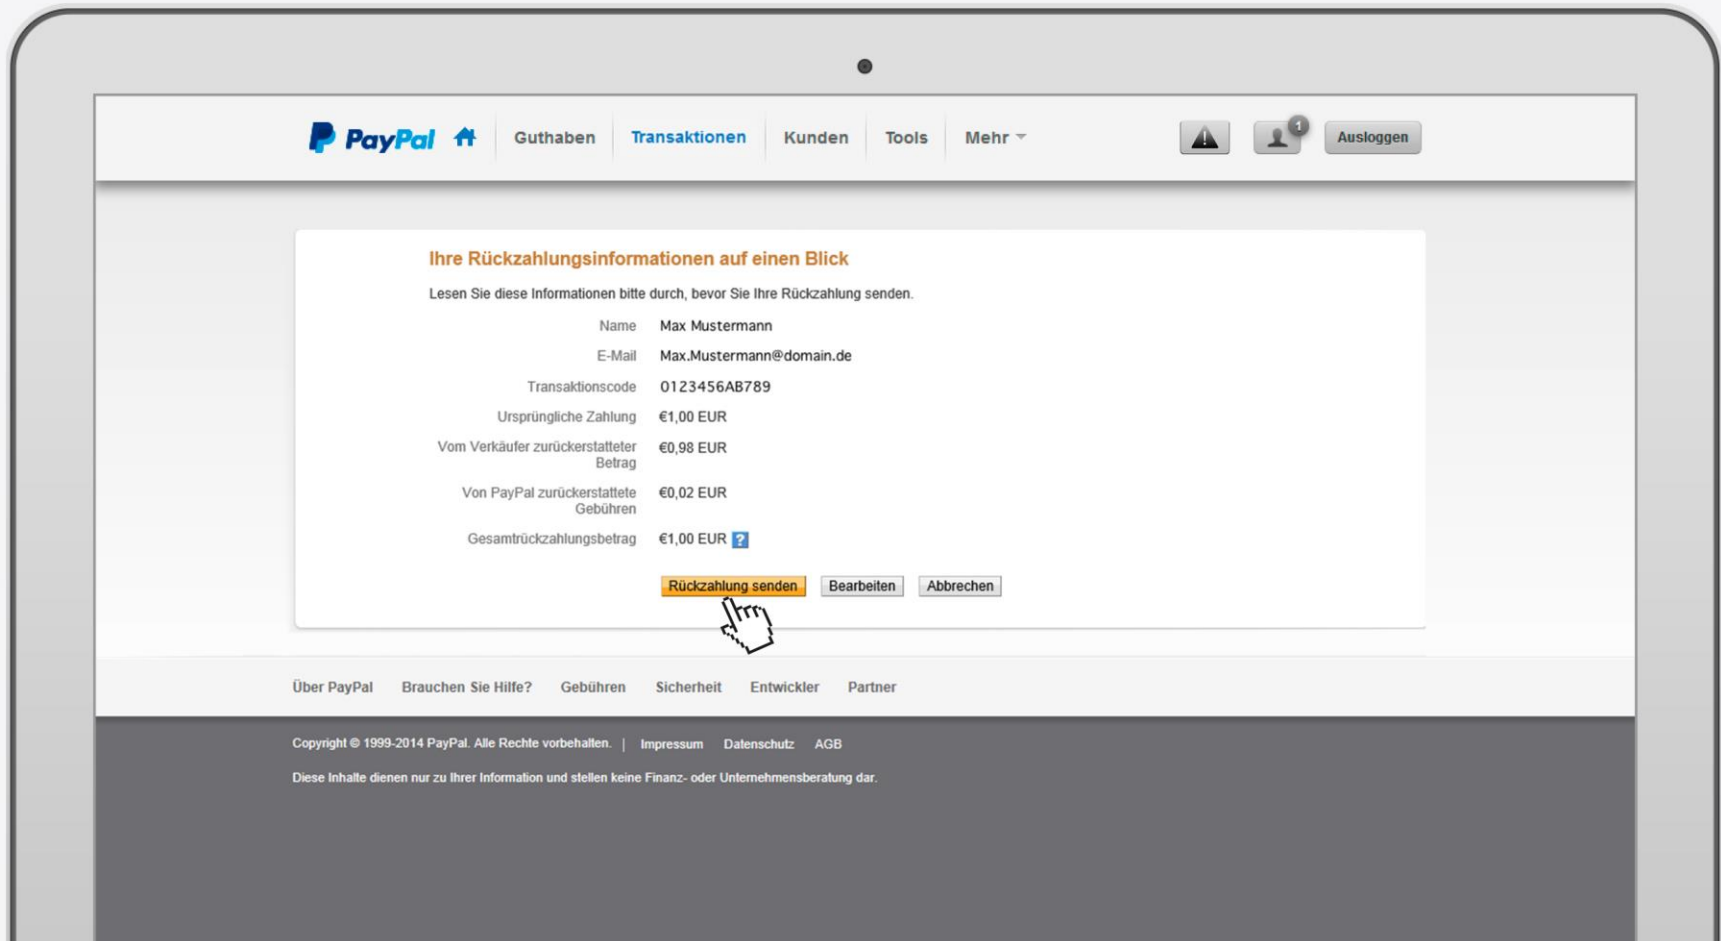 PayPal Guthaben Transaktionen Kunden Tools Mehr 1 Ausloggen
Ihre Rückzahlungsinformationen auf einen Blick
Lesen Sie diese Informationen bitte durch, bevor Sie Ihre Rückzahlung senden.
Name Max Mustermann
E-Mail Max.Mustermann@domain.de
Transaktionscode 0123456AB789
Ursprüngliche Zahlung €1,00 EUR
Vom Verkäufer zurückerstatteter €0,98 EUR
Betrag
Von PayPal zurückerstattete €0,02 EUR
Gebühren
Gesamtrückzahlungsbetrag €1,00 EUR ?
Rückzahlung senden Bearbeiten Abbrechen
Über PayPal Brauchen Sie Hilfe? Gebühren Sicherheit Entwickler Partner
Copyright © 1999-2014 PayPal. Alle Rechte vorbehalten. | Impressum Datenschutz AGB
Diese Inhalte dienen nur zu Ihrer Information und stellen keine Finanz- oder Unternehmensberatung dar.